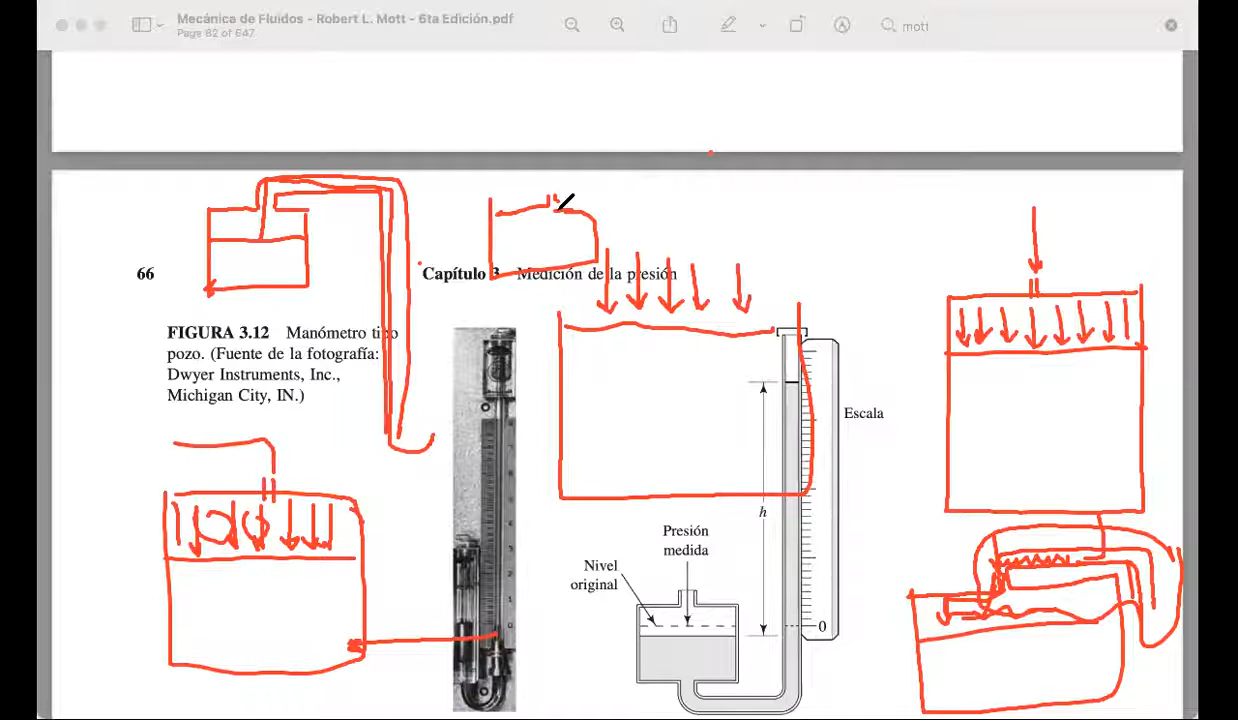 Mecánica de Fluidos - Robert L. Mott - 6ta Edición.pdf
Page 82 of 647
mott
66
Capítulo 3 Medición de la presión
FIGURA 3.12 Manómetro tipo
pozo. (Fuente de la fotografía:
Dwyer Instruments, Inc.,
Michigan City, IN.)
Escala
h
Presión
medida
Nivel
original
0